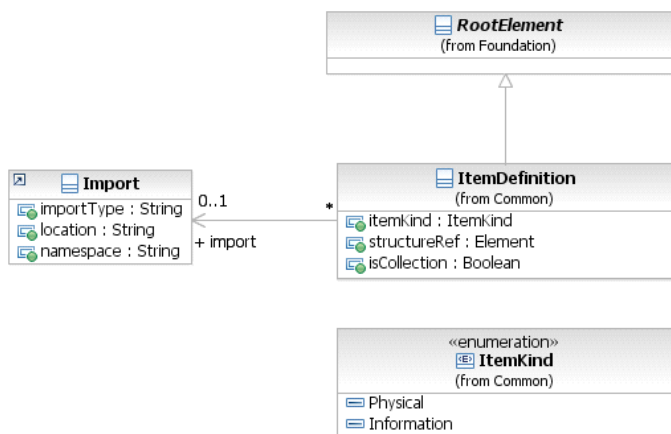 RootElement
(from Foundation)
Import
importType : String
location : String
namespace : String
0..1
+ import
*
ItemDefinition
(from Common)
itemKind : ItemKind
structureRef : Element
isCollection : Boolean
«enumeration»
ItemKind
(from Common)
Physical
Information